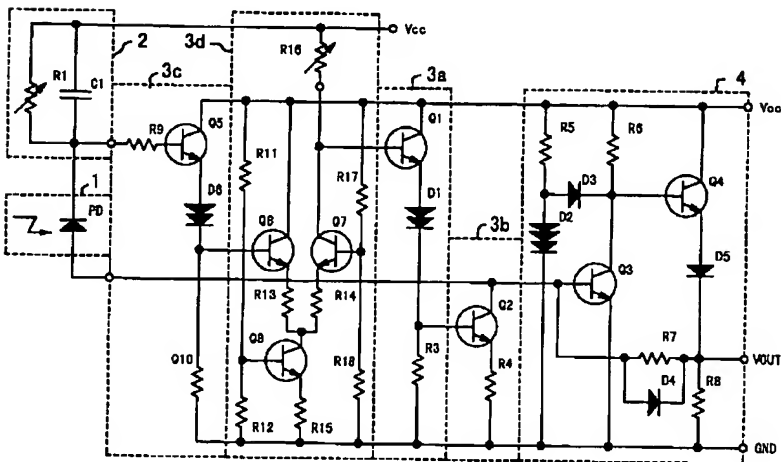 2
3d
Vcc
R16
3a
4
R1
C1
3c
Vcc
R9
Q5
Q1
R5
R6
R11
R17
D3
Q4
1
D6
D1
D2
PD
Q6
Q7
3b
D5
Q3
R13
R14
Q2
Q8
R3
R4
R7
VOUT
Q10
R18
D4
R8
R12
R15
GND